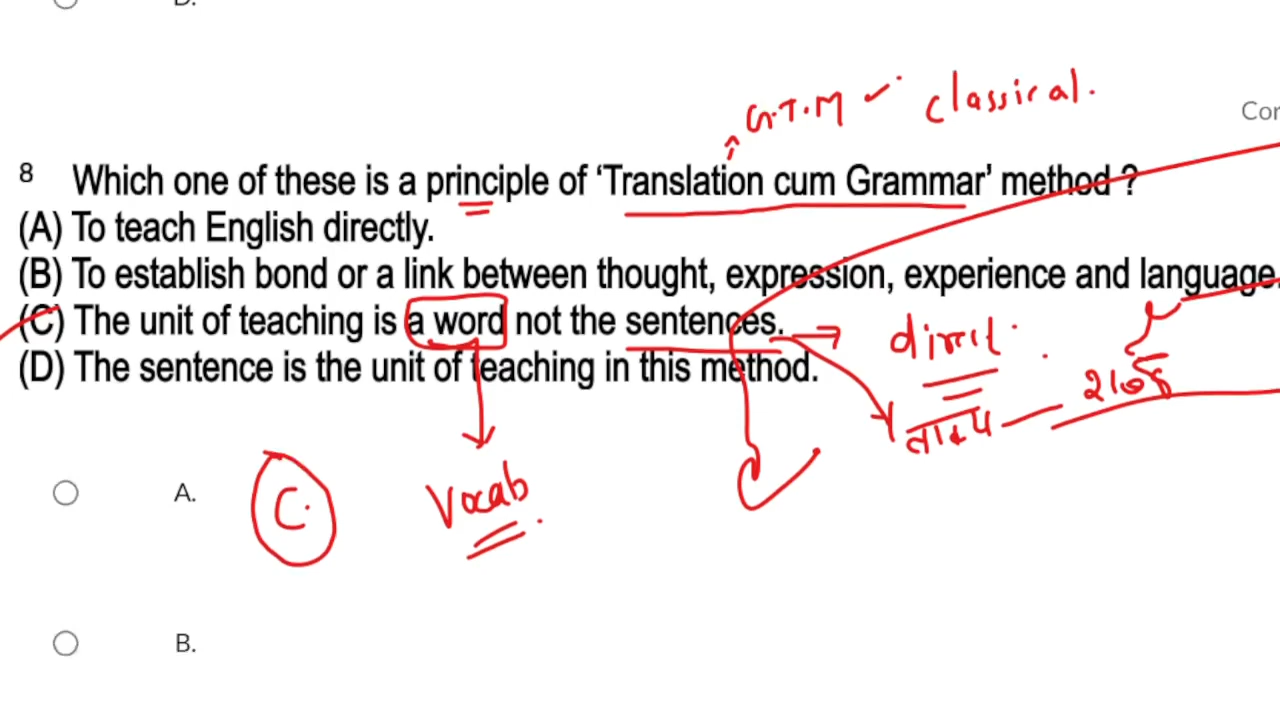 D.
G.T.M ✓ classical.
Cor
8 Which one of these is a principle of ‘Translation cum Grammar’ method ?
(A) To teach English directly.
(B) To establish bond or a link between thought, expression, experience and language.
(C) The unit of teaching is a word not the sentences.
direct.
(D) The sentence is the unit of teaching in this method.
वाक्य — शब्द
A.
C.
Vocab
B.